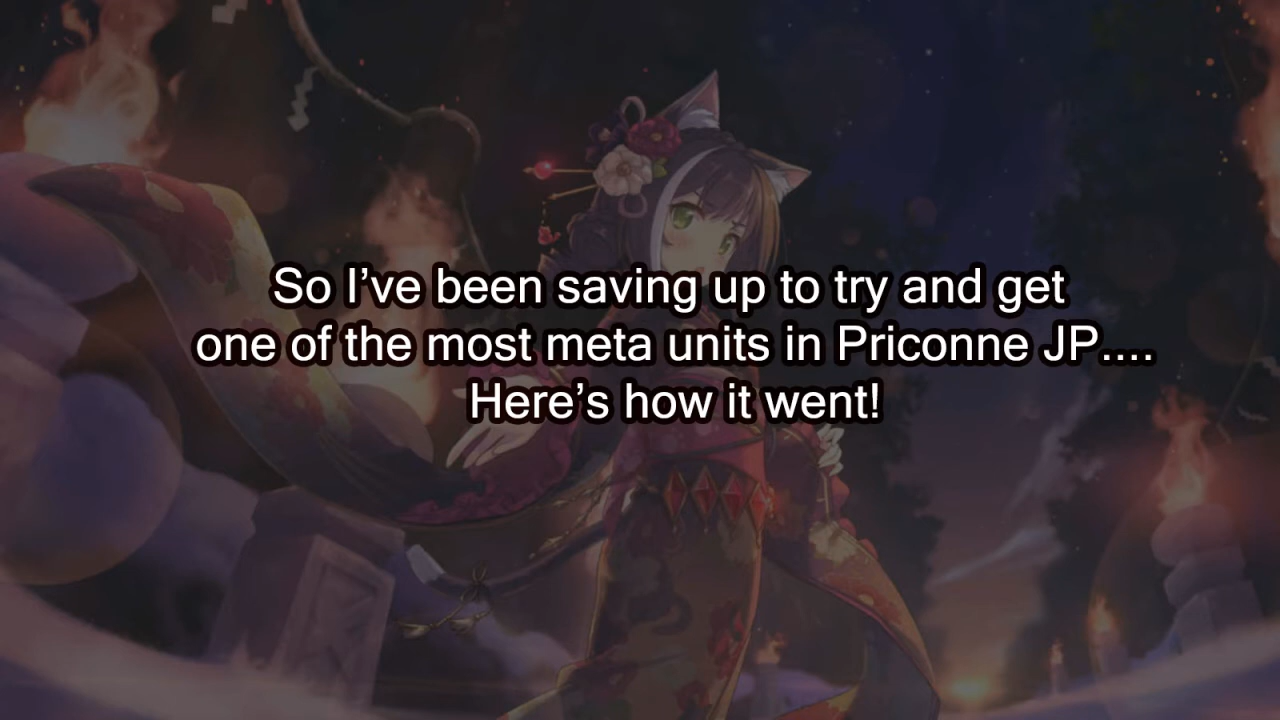 So I’ve been saving up to try and get
one of the most meta units in Priconne JP....
Here’s how it went!